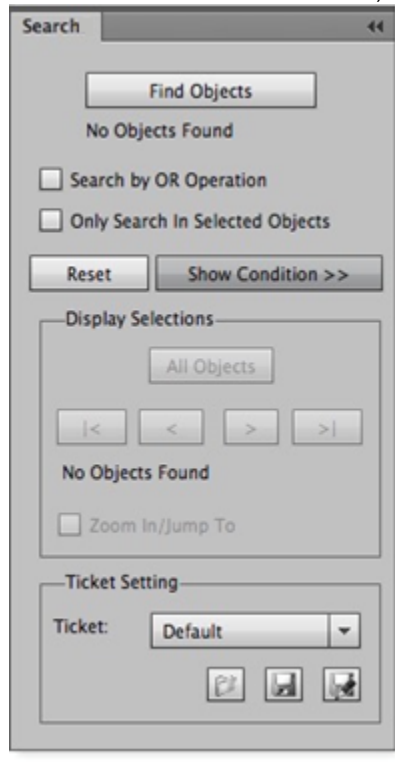 Search
Find Objects
No Objects Found
Search by OR Operation
Only Search In Selected Objects
Reset Show Condition >>
Display Selections
All Objects
|< < > >|
No Objects Found
Zoom In/Jump To
Ticket Setting
Ticket: Default